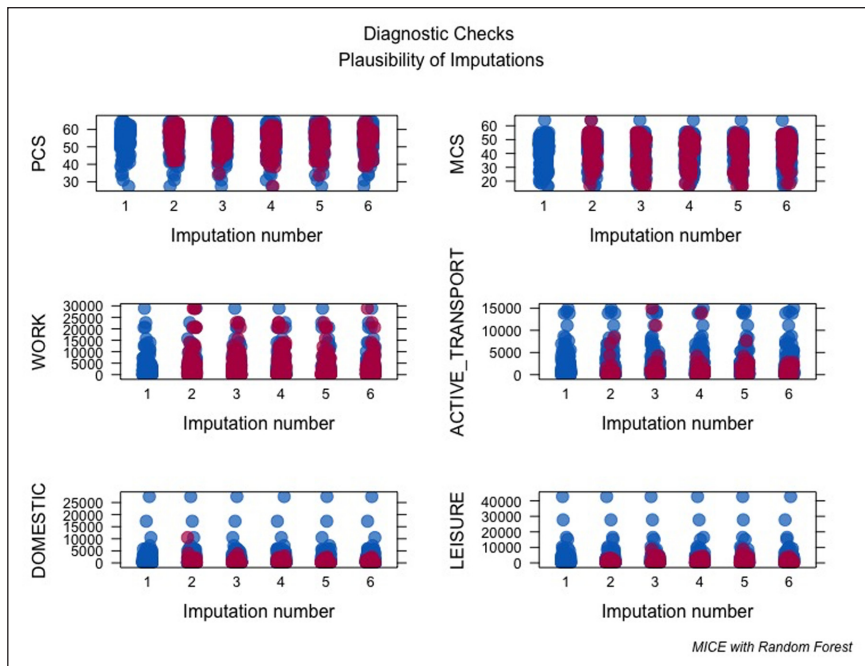 Diagnostic Checks
Plausibility of Imputations
PCS
60
50
40
30
1 2 3 4 5 6
Imputation number
MCS
60
50
40
30
20
1 2 3 4 5 6
Imputation number
WORK
30000
25000
20000
15000
10000
5000
0
1 2 3 4 5 6
Imputation number
ACTIVE_TRANSPORT
15000
10000
5000
0
1 2 3 4 5 6
Imputation number
DOMESTIC
25000
20000
15000
10000
5000
0
1 2 3 4 5 6
Imputation number
LEISURE
40000
30000
20000
10000
0
1 2 3 4 5 6
Imputation number
MICE with Random Forest